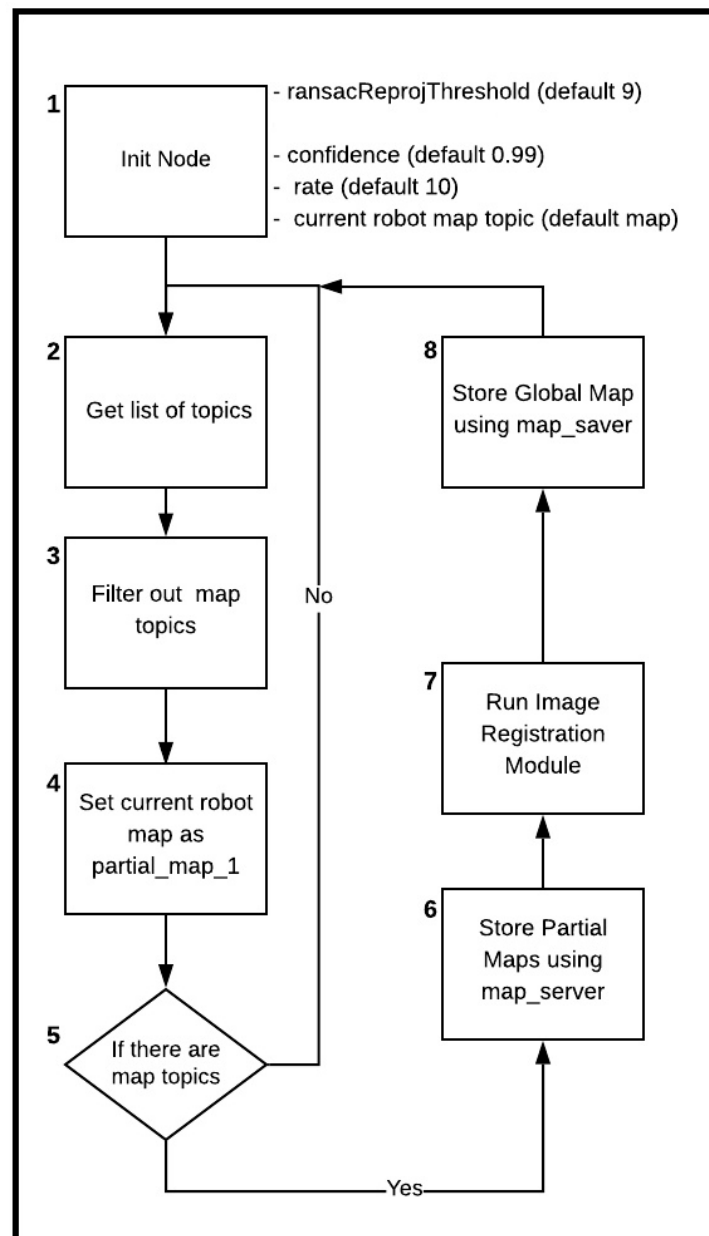 1
Init Node
- ransacReprojThreshold (default 9)
- confidence (default 0.99)
- rate (default 10)
- current robot map topic (default map)
2
Get list of topics
3
Filter out map
topics
4
Set current robot
map as
partial_map_1
5
If there are
map topics
No
Yes
6
Store Partial
Maps using
map_server
7
Run Image
Registration
Module
8
Store Global Map
using map_saver